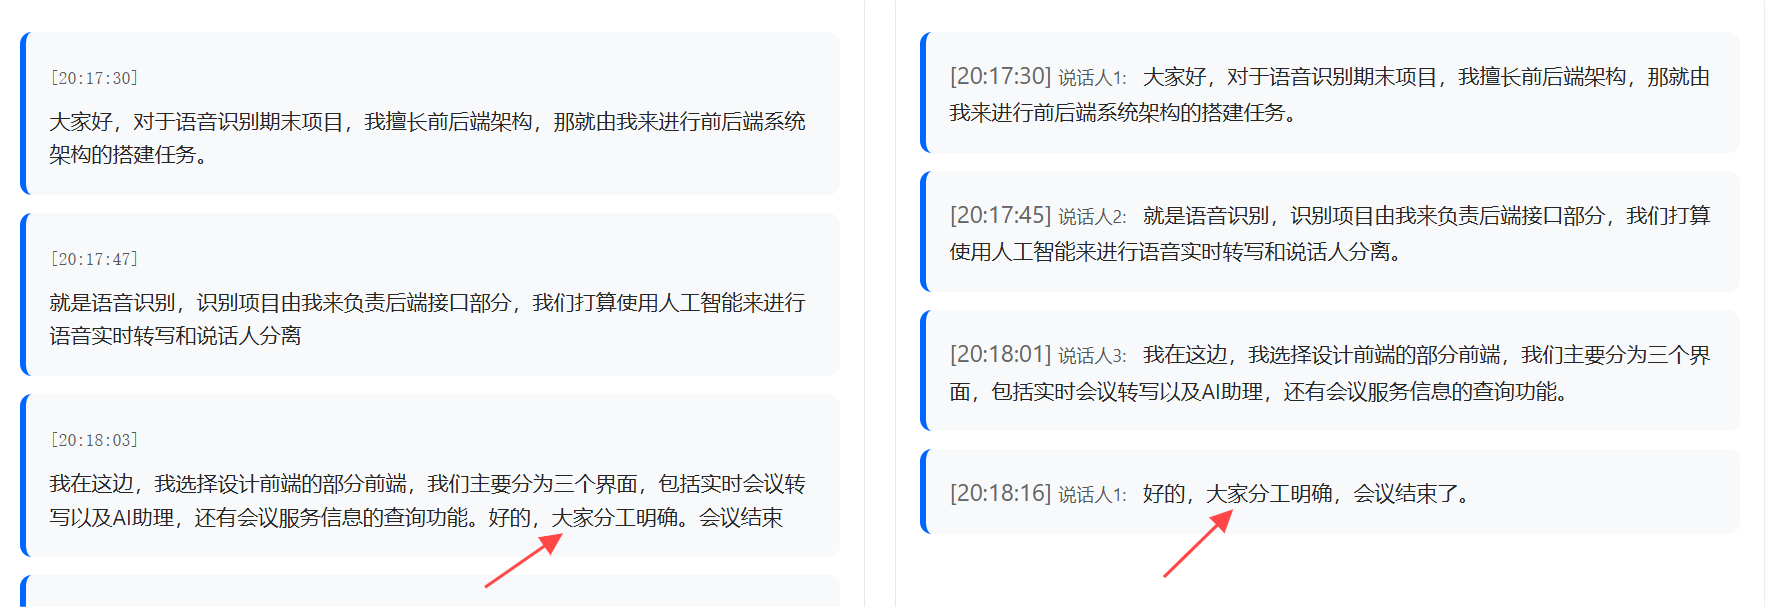 [20:17:30]
大家好，对于语音识别期末项目，我擅长前后端架构，那就由我来进行前后端系统
架构的搭建任务。
[20:17:47]
就是语音识别，识别项目由我来负责后端接口部分，我们打算使用人工智能来进行
语音实时转写和说话人分离
[20:18:03]
我在这边，我选择设计前端的部分前端，我们主要分为三个界面，包括实时会议转
写以及AI助理，还有会议服务信息的查询功能。好的，大家分工明确。会议结束
[20:17:30] 说话人1: 大家好，对于语音识别期末项目，我擅长前后端架构，那就由
我来进行前后端系统架构的搭建任务。
[20:17:45] 说话人2: 就是语音识别，识别项目由我来负责后端接口部分，我们打算
使用人工智能来进行语音实时转写和说话人分离。
[20:18:01] 说话人3: 我在这边，我选择设计前端的部分前端，我们主要分为三个界
面，包括实时会议转写以及AI助理，还有会议服务信息的查询功能。
[20:18:16] 说话人1: 好的，大家分工明确，会议结束了。